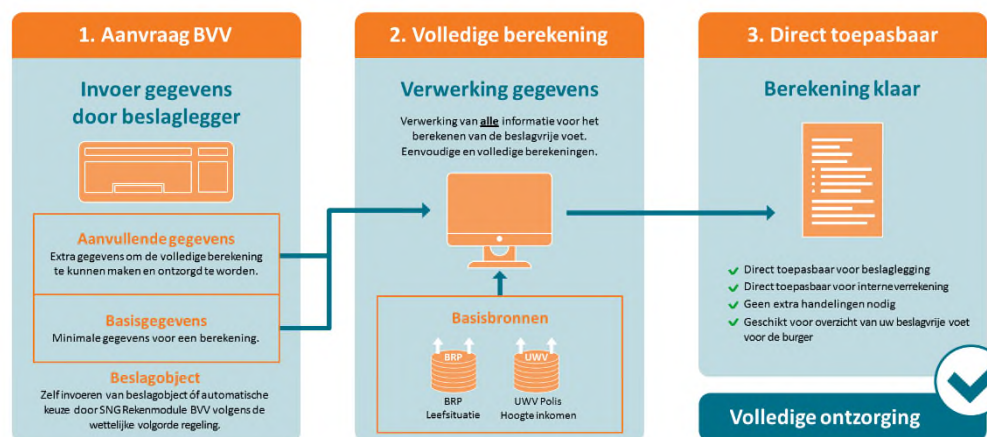 1. Aanvraag BVV
Invoer gegevens
door beslaglegger
Aanvullende gegevens
Extra gegevens om de volledige berekening
te kunnen maken en ontzorgd te worden.
Basisgegevens
Minimale gegevens voor een berekening.
Beslagobject
Zelf invoeren van beslagobject óf automatische
keuze door SNG Rekenmodule BVV volgens de
wettelijke volgorde regeling.
2. Volledige berekening
Verwerking gegevens
Verwerking van alle informatie voor het
berekenen van de beslagvrije voet.
Eenvoudige en volledige berekeningen.
Basisbronnen
BRP
UWV
BRP
Leefsituatie
UWV Polis
Hoogte inkomen
3. Direct toepasbaar
Berekening klaar
Direct toepasbaar voor beslaglegging
Direct toepasbaar voor interne verrekening
Geen extra handelingen nodig
Geschikt voor overzicht van uw beslagvrije voet
voor de burger
Volledige ontzorging